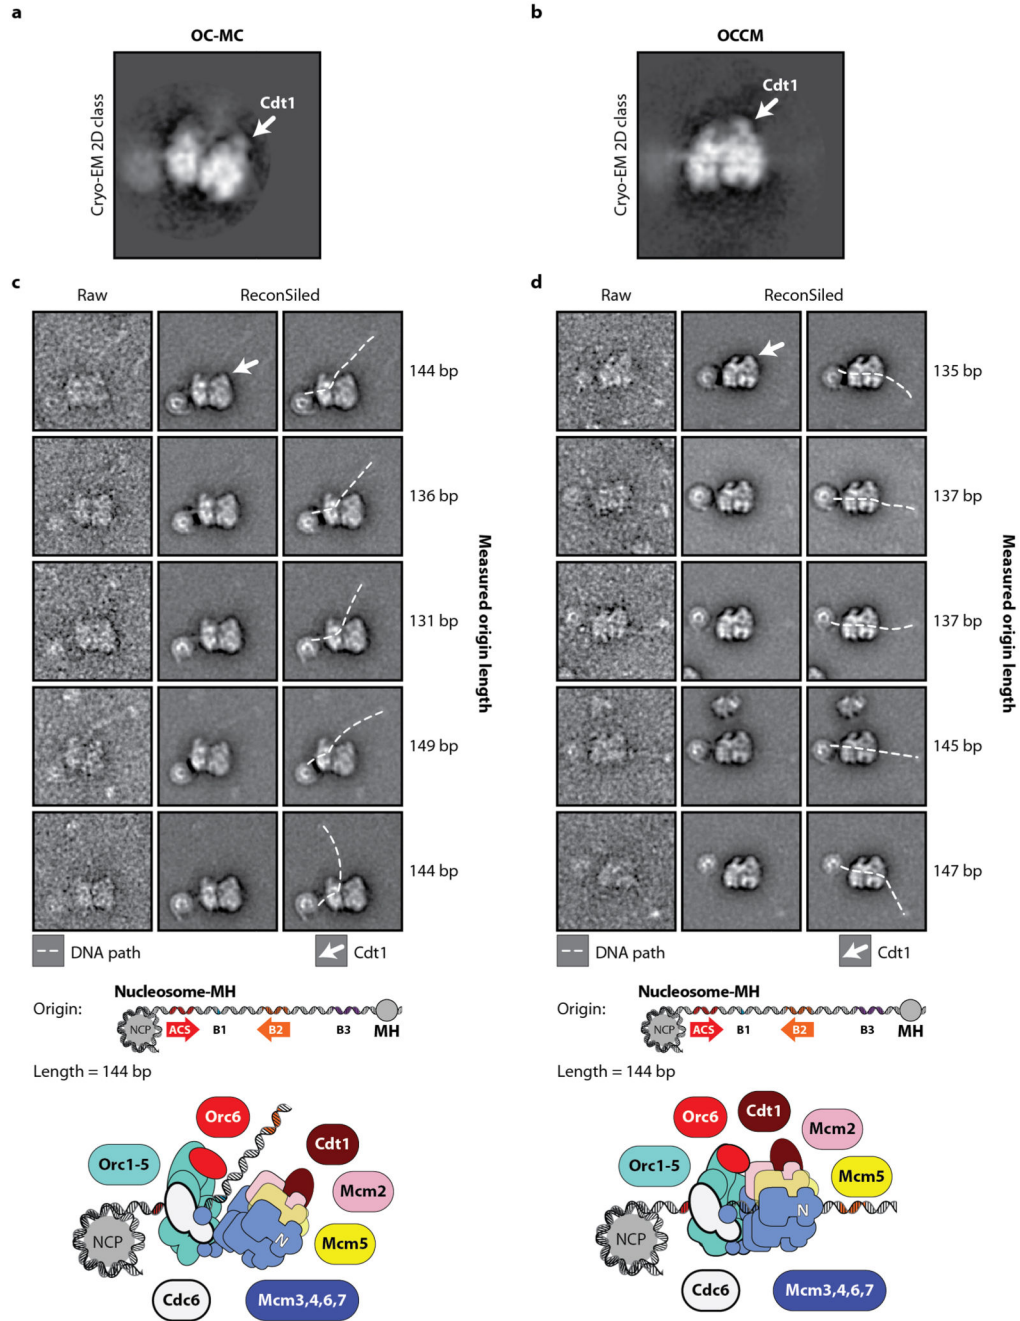 a
OC-MC
Cryo-EM 2D class
Cdt1
b
OCCM
Cryo-EM 2D class
Cdt1
c
Raw
ReconSiled
144 bp
136 bp
131 bp
149 bp
144 bp
Measured origin length
DNA path
Cdt1
d
Raw
ReconSiled
135 bp
137 bp
137 bp
145 bp
147 bp
Measured origin length
DNA path
Cdt1
Nucleosome-MH
Origin:
NCP
ACS
B1
B2
B3
MH
Length = 144 bp
Orc6
Cdt1
Orc1-5
Mcm2
N
Mcm5
NCP
Cdc6
Mcm3,4,6,7
Nucleosome-MH
Origin:
NCP
ACS
B1
B2
B3
MH
Length = 144 bp
Orc6
Cdt1
Mcm2
Orc1-5
Mcm5
N
NCP
Cdc6
Mcm3,4,6,7